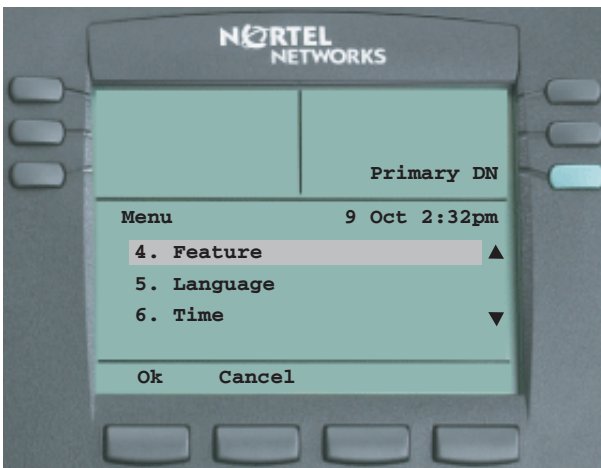 NORTEL
NETWORKS
Primary DN
Menu 9 Oct 2:32pm
4. Feature
5. Language
6. Time
Ok Cancel